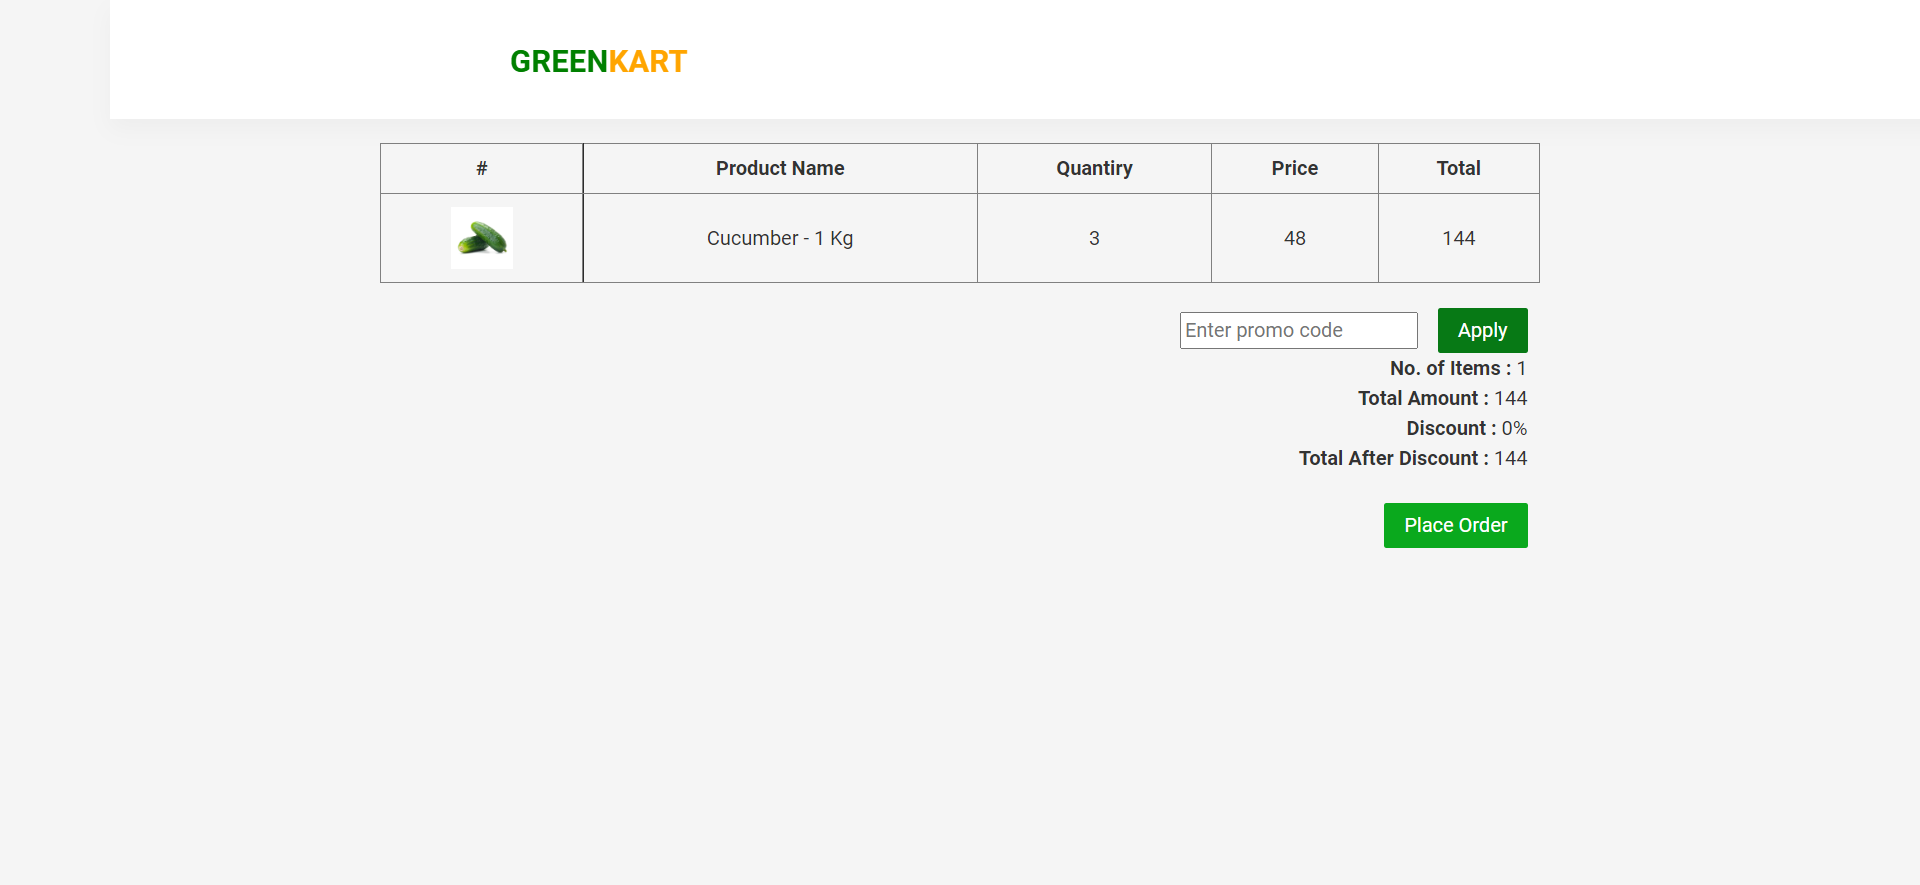 GREENKART
# Product Name Quantiry Price Total
Cucumber - 1 Kg 3 48 144
Enter promo code Apply
No. of Items : 1
Total Amount : 144
Discount : 0%
Total After Discount : 144
Place Order